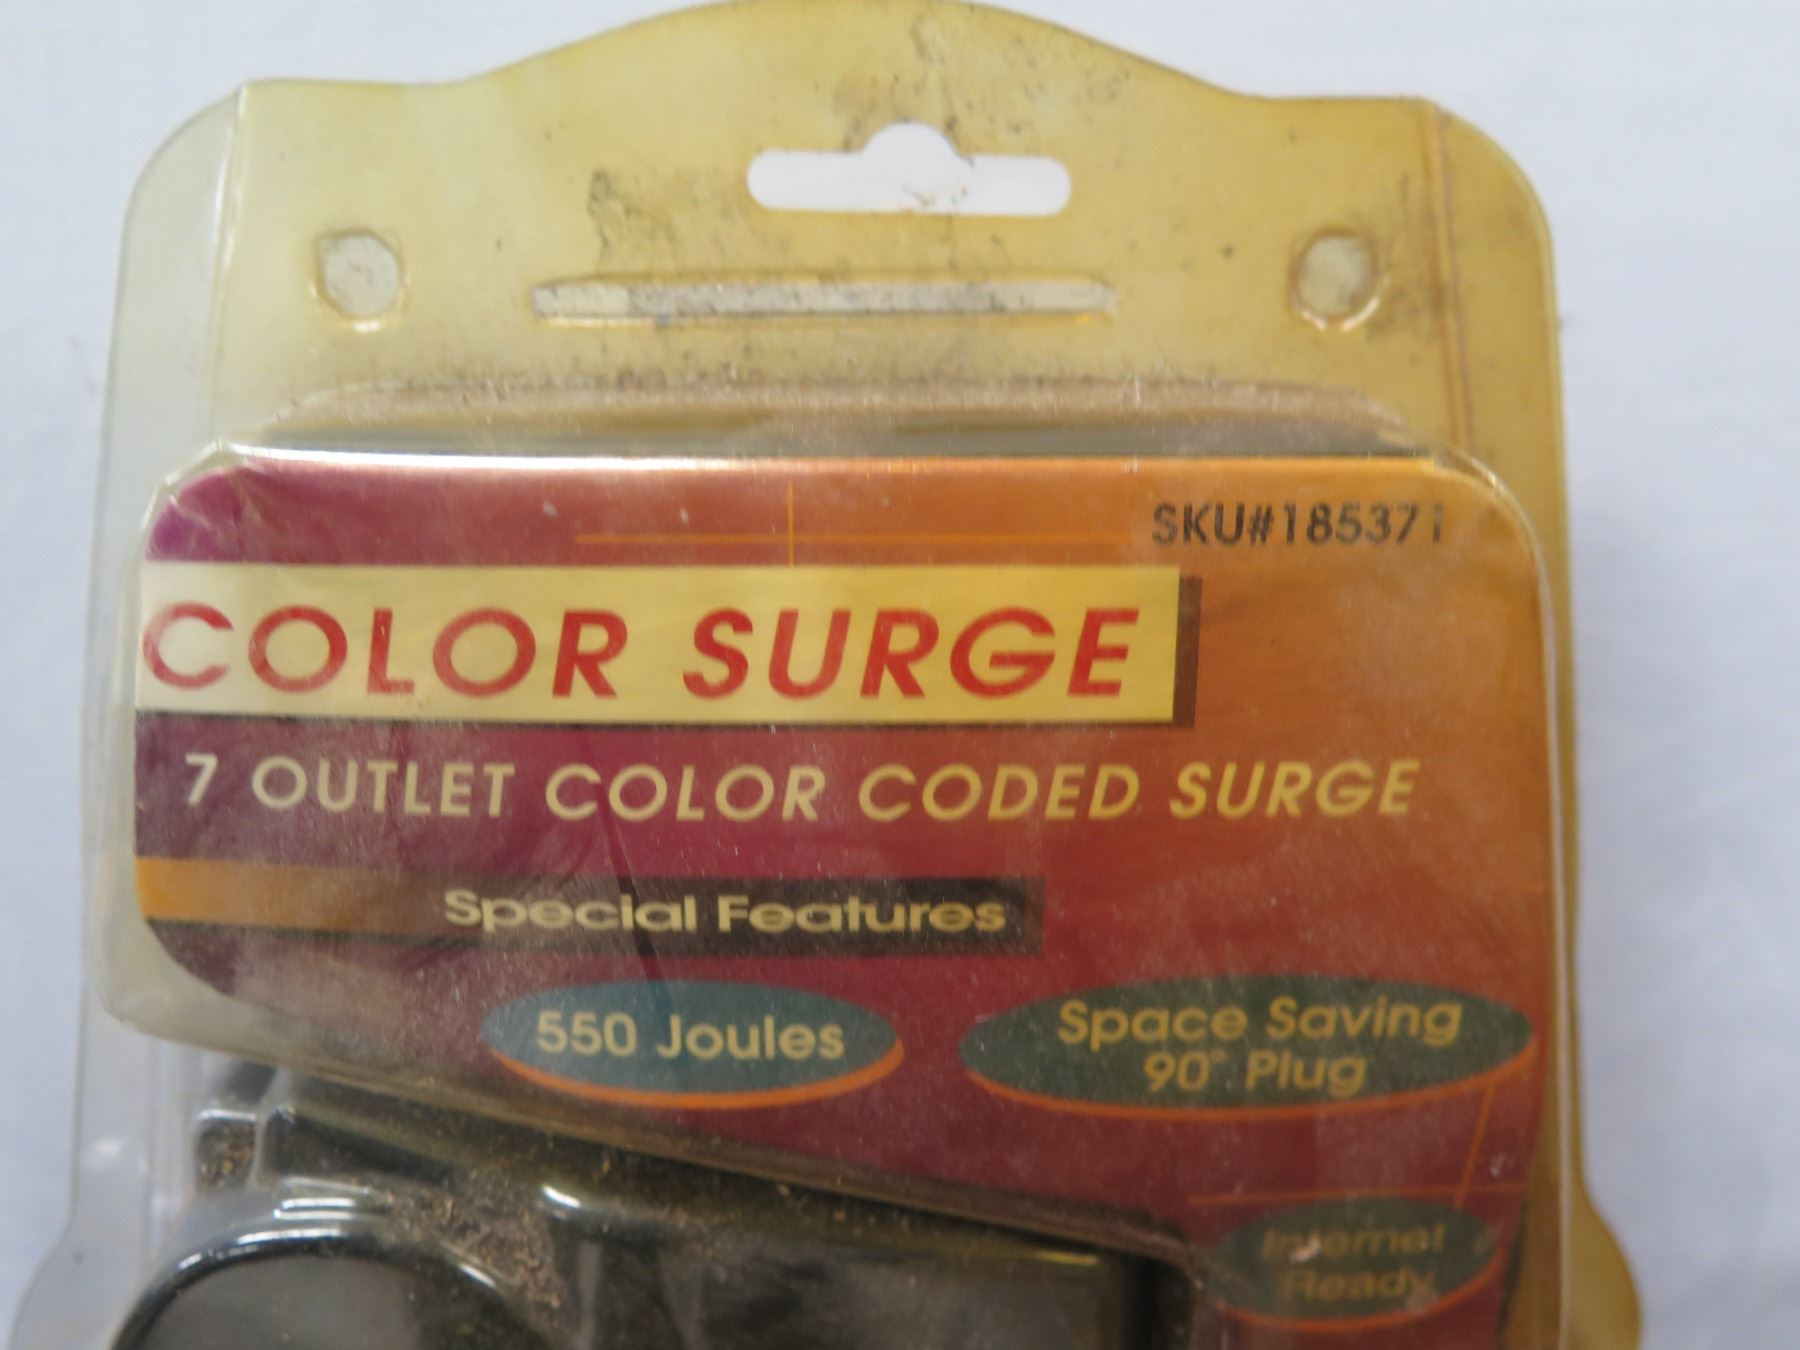 SKU#185371
COLOR SURGE
7 OUTLET COLOR CODED SURGE
Special Features
550 Joules
Space Saving
90° Plug
Internet
Ready